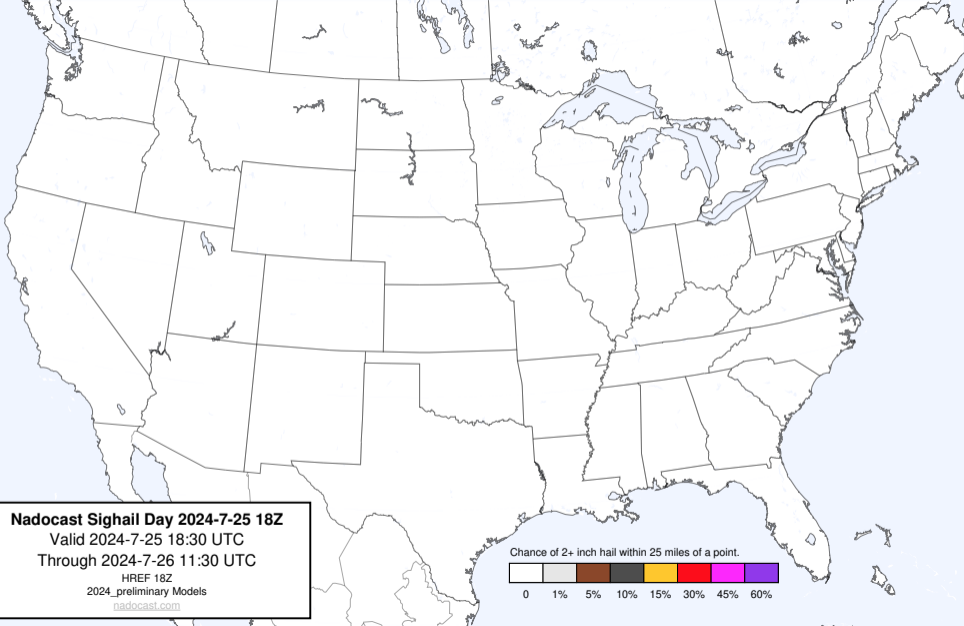 Nadocast Sighail Day 2024-7-25 18Z
Valid 2024-7-25 18:30 UTC
Through 2024-7-26 11:30 UTC
HREF 18Z
2024_preliminary Models
nadocast.com
Chance of 2+ inch hail within 25 miles of a point.
0 1% 5% 10% 15% 30% 45% 60%